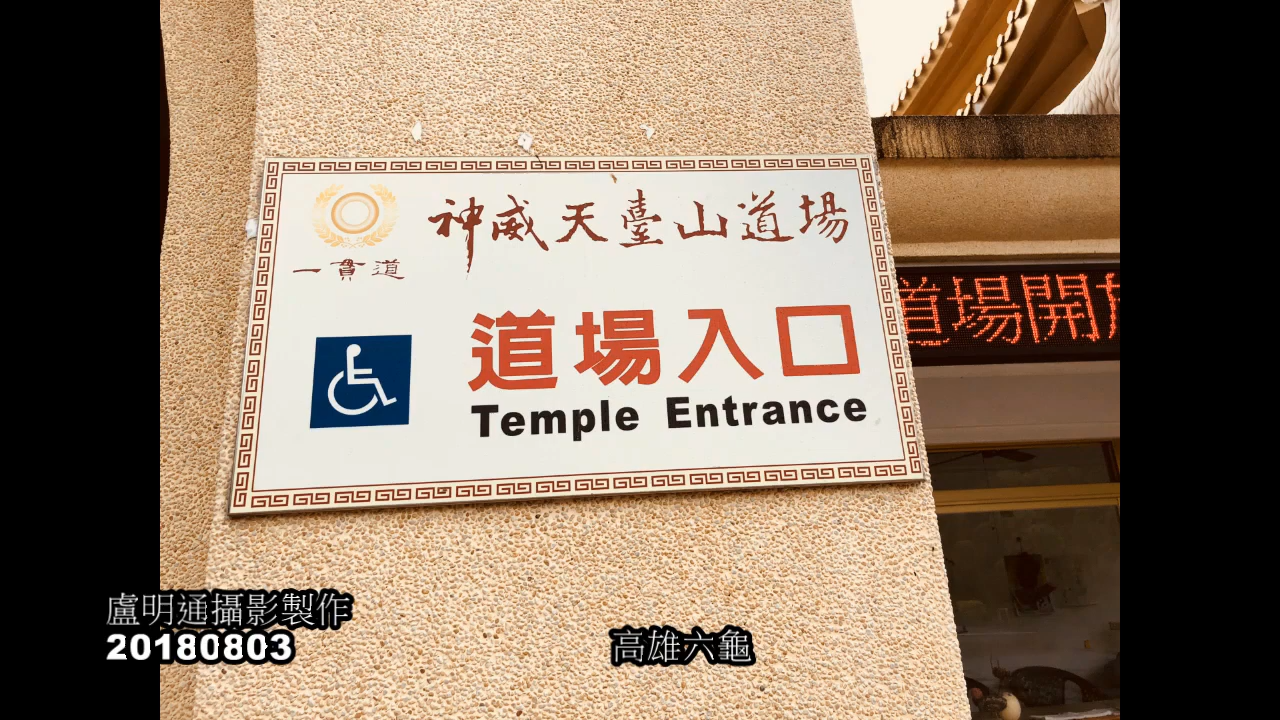 神威天臺山道場
一貫道
道場入口
Temple Entrance
道場開
盧明通攝影製作
20180803
高雄六龜